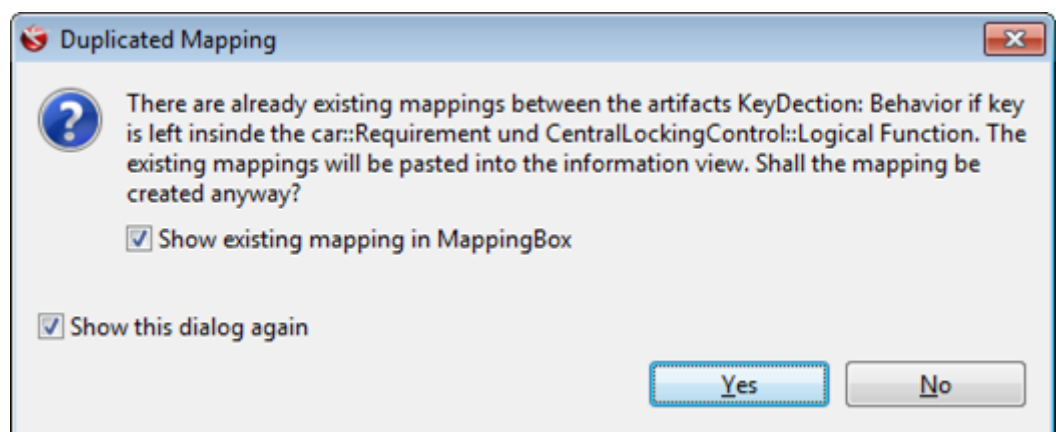 Duplicated Mapping
There are already existing mappings between the artifacts KeyDection: Behavior if key
is left insinde the car::Requirement und CentralLockingControl::Logical Function. The
existing mappings will be pasted into the information view. Shall the mapping be
created anyway?
Show existing mapping in MappingBox
Show this dialog again
Yes
No